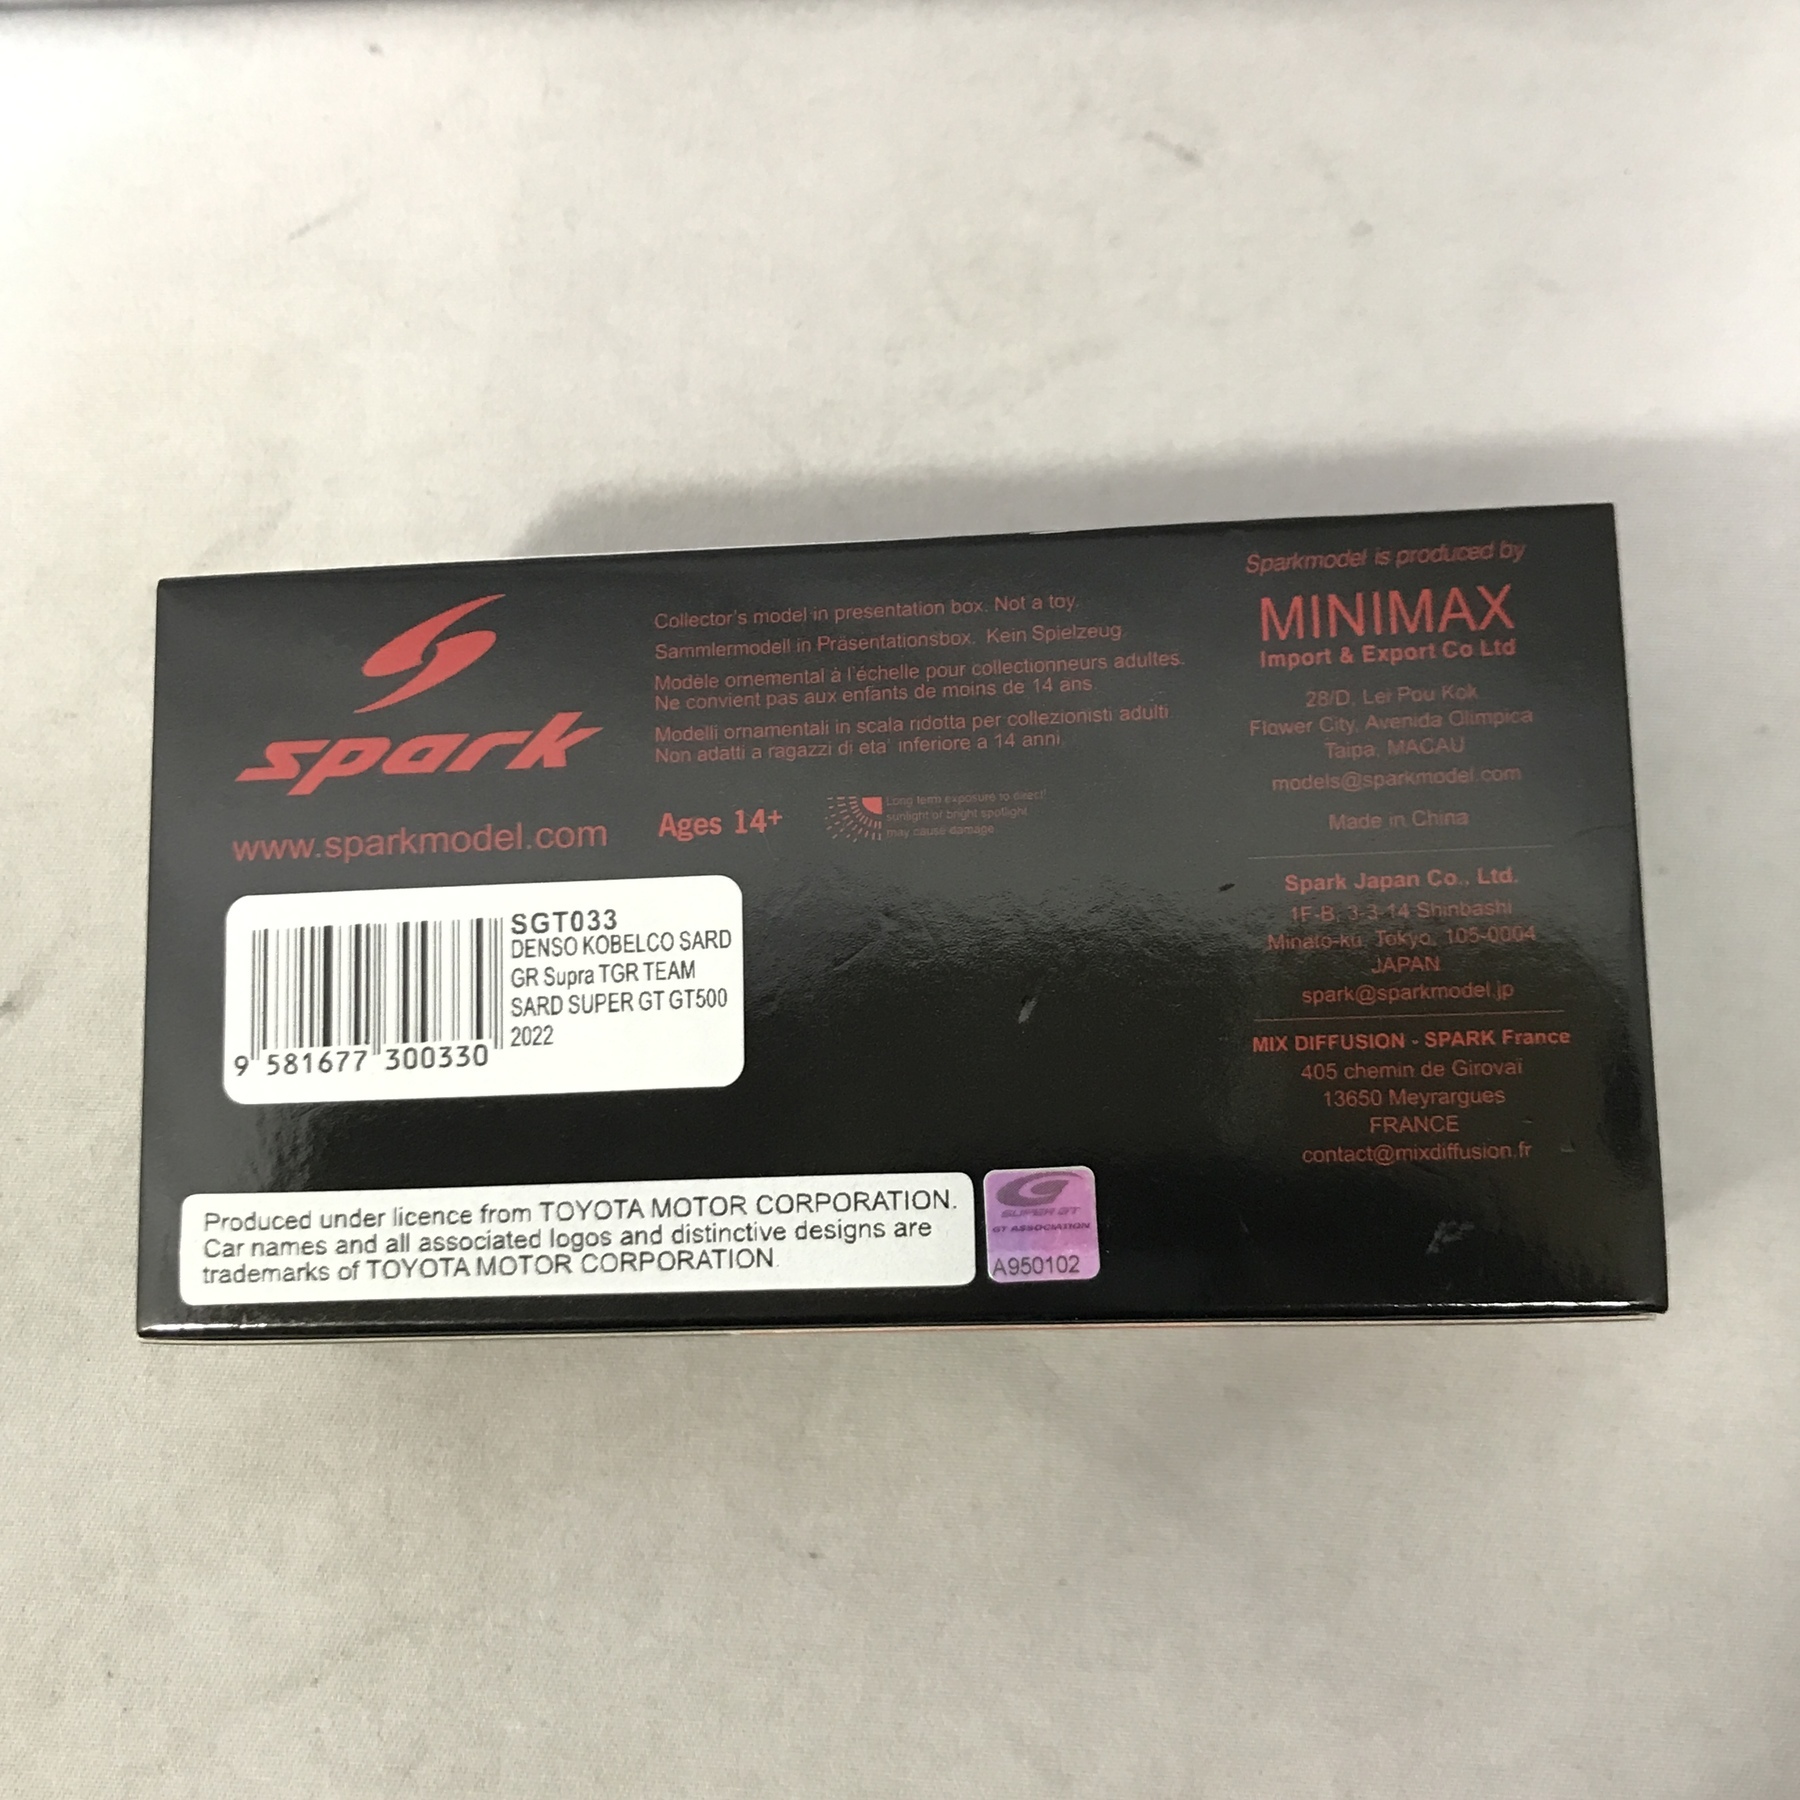 spark
www.sparkmodel.com
Collector's model in presentation box. Not a toy.
Sammlermodell in Präsentationsbox. Kein Spielzeug.
Modèle ornemental à l'échelle pour collectionneurs adultes.
Ne convient pas aux enfants de moins de 14 ans.
Modelli ornamentali in scala ridotta per collezionisti adulti.
Non adatti a ragazzi di eta' inferiore a 14 anni.
Ages 14+
Long term exposure to direct
sunlight or bright spotlight
may cause damage
SGT033
DENSO KOBELCO SARD
GR Supra TGR TEAM
SARD SUPER GT GT500
2022
9 581677 300330
Produced under licence from TOYOTA MOTOR CORPORATION.
Car names and all associated logos and distinctive designs are
trademarks of TOYOTA MOTOR CORPORATION.
SUPER GT
GT ASSOCIATION
A950102
Sparkmodel is produced by
MINIMAX
Import & Export Co Ltd
28/D, Lei Pou Kok
Flower City, Avenida Olimpica
Taipa, MACAU
models@sparkmodel.com
Made in China
Spark Japan Co., Ltd.
1F-B, 3-3-14 Shinbashi
Minato-ku, Tokyo, 105-0004
JAPAN
spark@sparkmodel.jp
MIX DIFFUSION - SPARK France
405 chemin de Girovaï
13650 Meyrargues
FRANCE
contact@mixdiffusion.fr